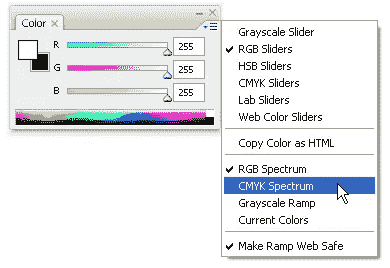 Color
R 255
G 255
B 255
Grayscale Slider
RGB Sliders
HSB Sliders
CMYK Sliders
Lab Sliders
Web Color Sliders
Copy Color as HTML
RGB Spectrum
CMYK Spectrum
Grayscale Ramp
Current Colors
Make Ramp Web Safe